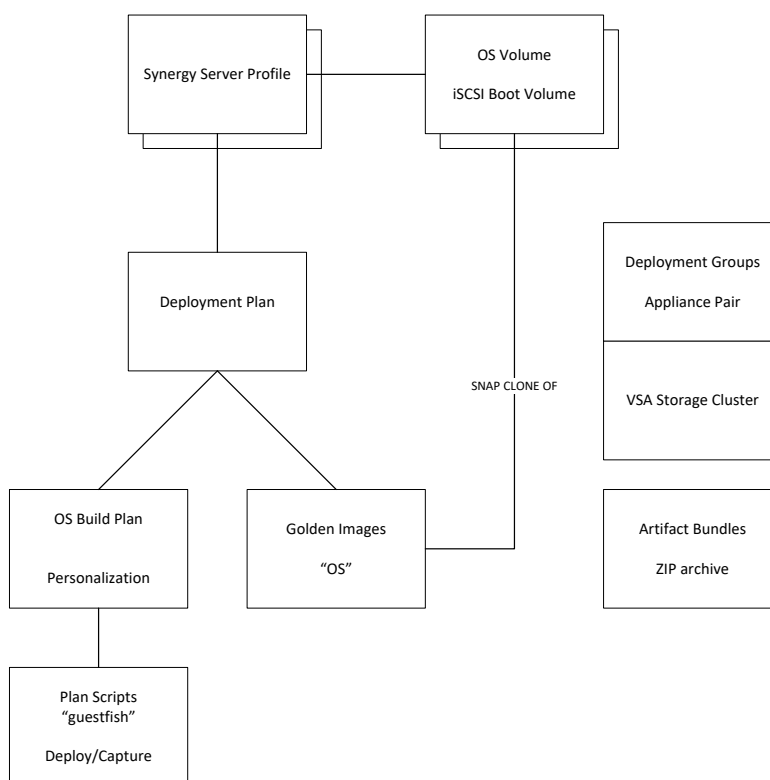 Synergy Server Profile
OS Volume
iSCSI Boot Volume
Deployment Plan
Deployment Groups
Appliance Pair
SNAP CLONE OF
VSA Storage Cluster
OS Build Plan
Personalization
Golden Images
“OS”
Artifact Bundles
ZIP archive
Plan Scripts
“guestfish”
Deploy/Capture